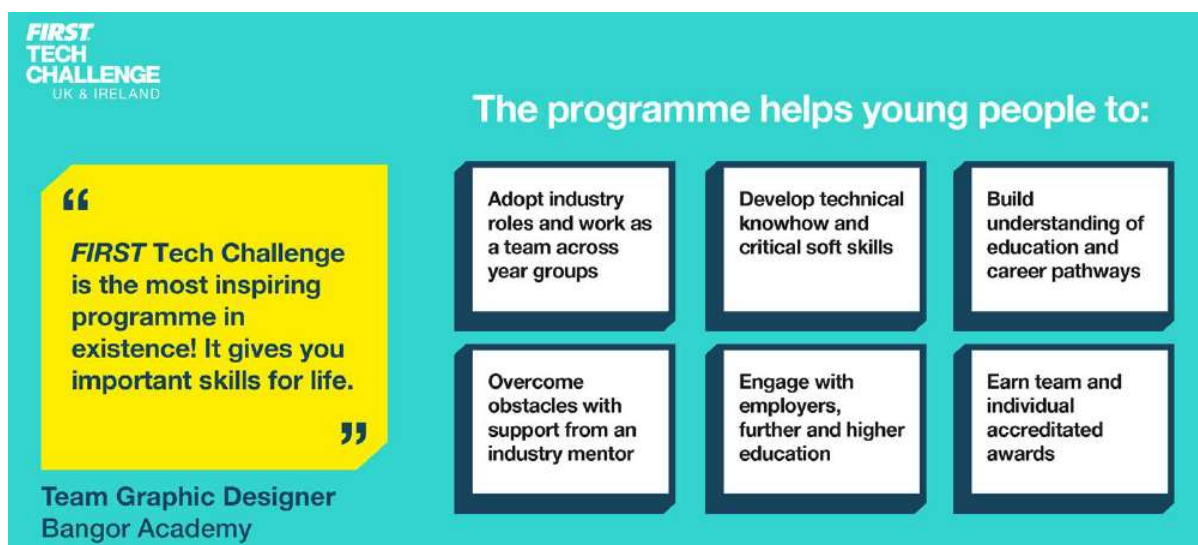 FIRST
TECH
CHALLENGE
UK & IRELAND
“
FIRST Tech Challenge
is the most inspiring
programme in
existence! It gives you
important skills for life.
”
Team Graphic Designer
Bangor Academy
The programme helps young people to:
Adopt industry
roles and work as
a team across
year groups
Develop technical
knowhow and
critical soft skills
Build
understanding of
education and
career pathways
Overcome
obstacles with
support from an
industry mentor
Engage with
employers,
further and higher
education
Earn team and
individual
accreditated
awards